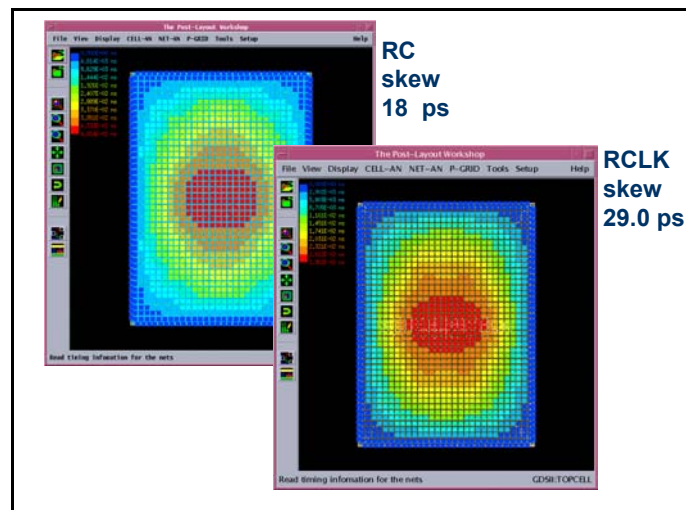 The Post-Layout Workshop
File View Display CELL-AN NET-AN P-GRID Tools Setup Help
RC
skew
18 ps
Read timing infomation for the nets
The Post-Layout Workshop
File View Display CELL-AN NET-AN P-GRID Tools Setup Help
RCLK
skew
29.0 ps
Read timing infomation for the nets GDSII:TOPCELL